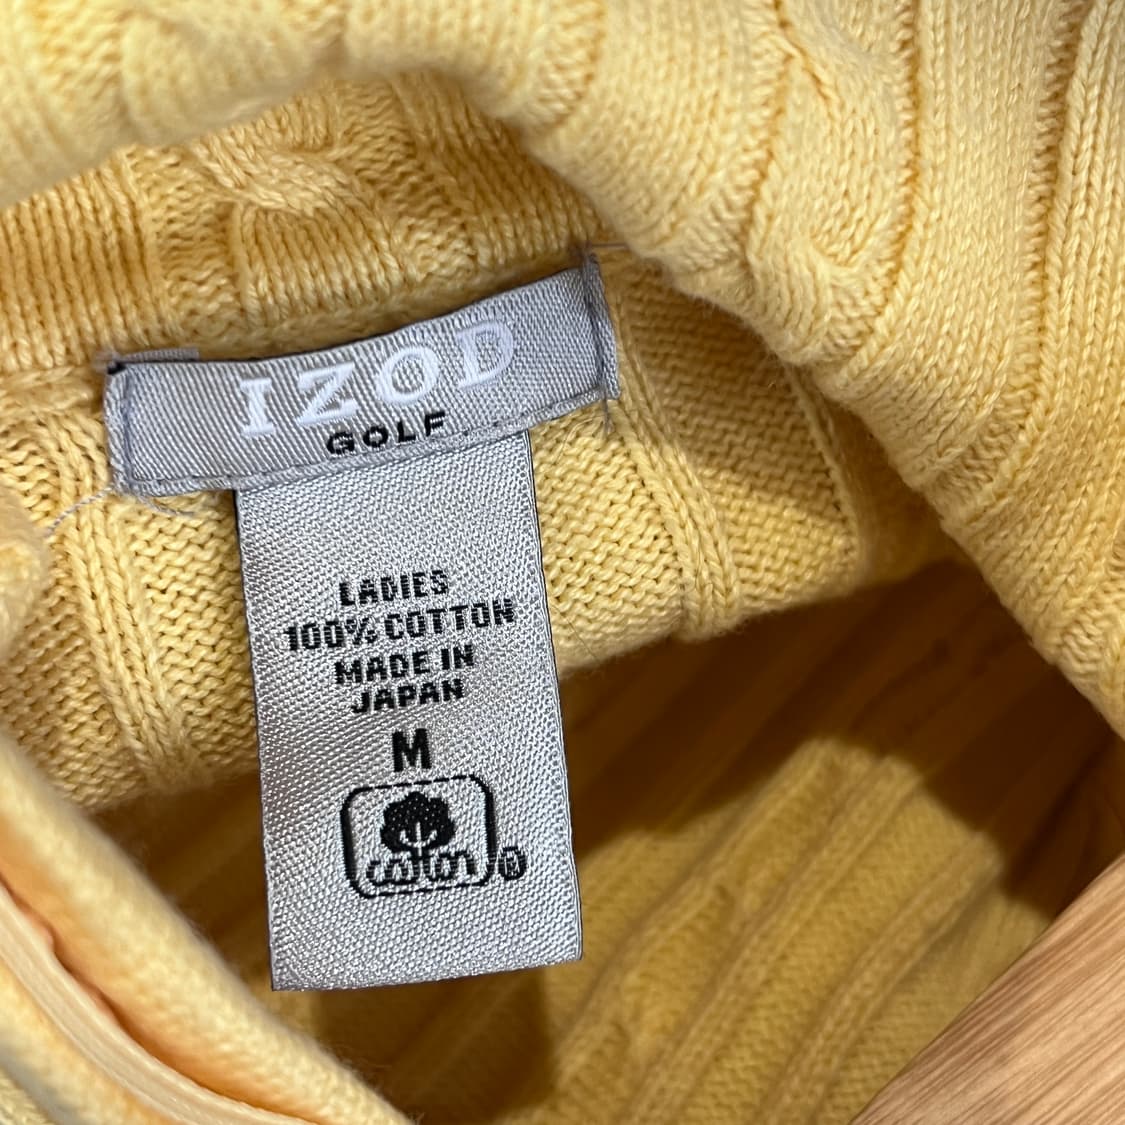 IZOD
GOLF
LADIES
100% COTTON
MADE IN
JAPAN
M
cotton